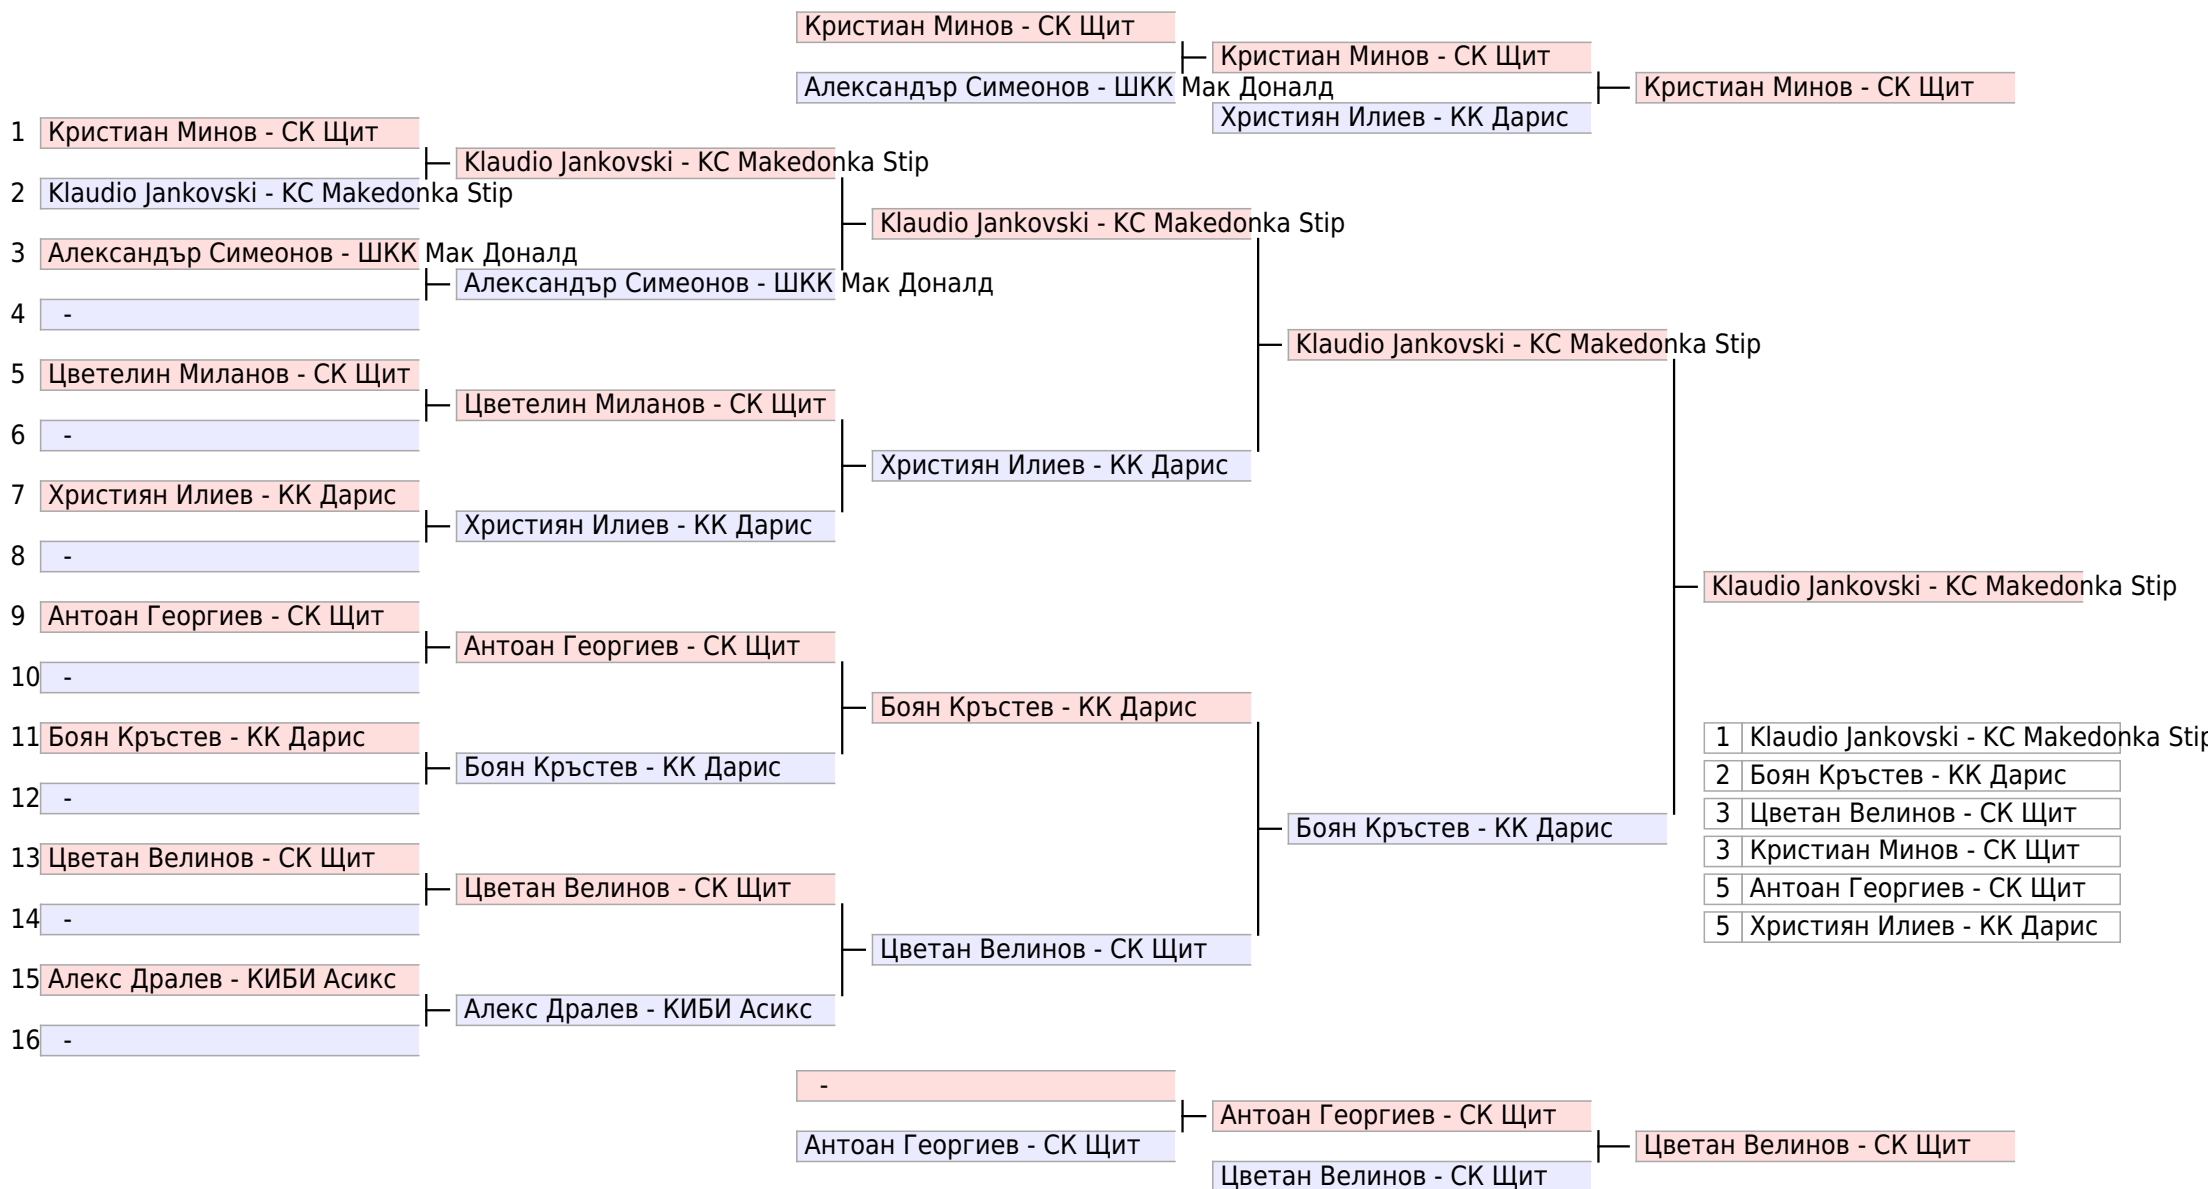 Кристиан Минов - СК Щит
Кристиан Минов - СК Щит
Александър Симеонов - ШКК Мак Доналд
Кристиан Минов - СК Щит
Християн Илиев - КК Дарис
1 Кристиан Минов - СК Щит
Klaudio Jankovski - KC Makedonka Stip
2 Klaudio Jankovski - KC Makedonka Stip
Klaudio Jankovski - KC Makedonka Stip
3 Александър Симеонов - ШКК Мак Доналд
Александър Симеонов - ШКК Мак Доналд
4 -
Klaudio Jankovski - KC Makedonka Stip
5 Цветелин Миланов - СК Щит
Цветелин Миланов - СК Щит
6 -
Християн Илиев - КК Дарис
7 Християн Илиев - КК Дарис
Християн Илиев - КК Дарис
8 -
Klaudio Jankovski - KC Makedonka Stip
9 Антоан Георгиев - СК Щит
Антоан Георгиев - СК Щит
10 -
Боян Кръстев - КК Дарис
11 Боян Кръстев - КК Дарис
Боян Кръстев - КК Дарис
12 -
Боян Кръстев - КК Дарис
13 Цветан Велинов - СК Щит
Цветан Велинов - СК Щит
14 -
Цветан Велинов - СК Щит
15 Алекс Дралев - КИБИ Асикс
Алекс Дралев - КИБИ Асикс
16 -
1 Klaudio Jankovski - KC Makedonka Stip
2 Боян Кръстев - КК Дарис
3 Цветан Велинов - СК Щит
3 Кристиан Минов - СК Щит
5 Антоан Георгиев - СК Щит
5 Християн Илиев - КК Дарис
-
Антоан Георгиев - СК Щит
Антоан Георгиев - СК Щит
Цветан Велинов - СК Щит
Цветан Велинов - СК Щит